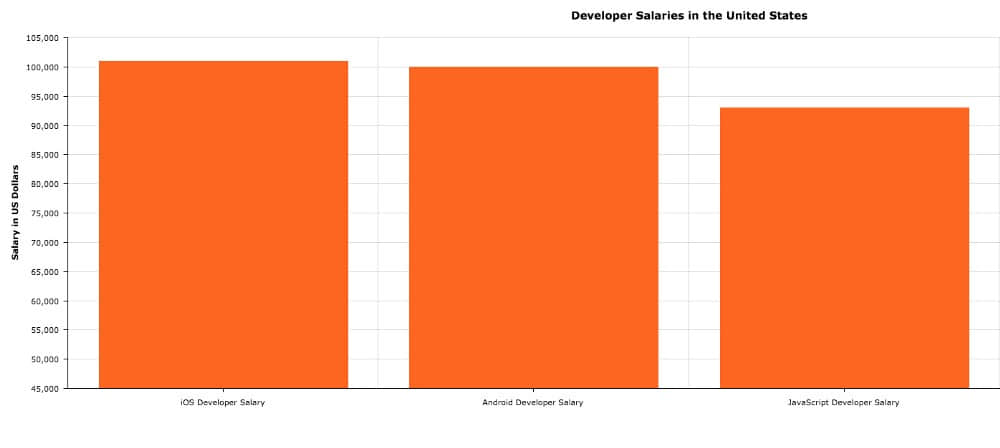 Developer Salaries in the United States
Salary in US Dollars
105,000
100,000
95,000
90,000
85,000
80,000
75,000
70,000
65,000
60,000
55,000
50,000
45,000
iOS Developer Salary
Android Developer Salary
JavaScript Developer Salary